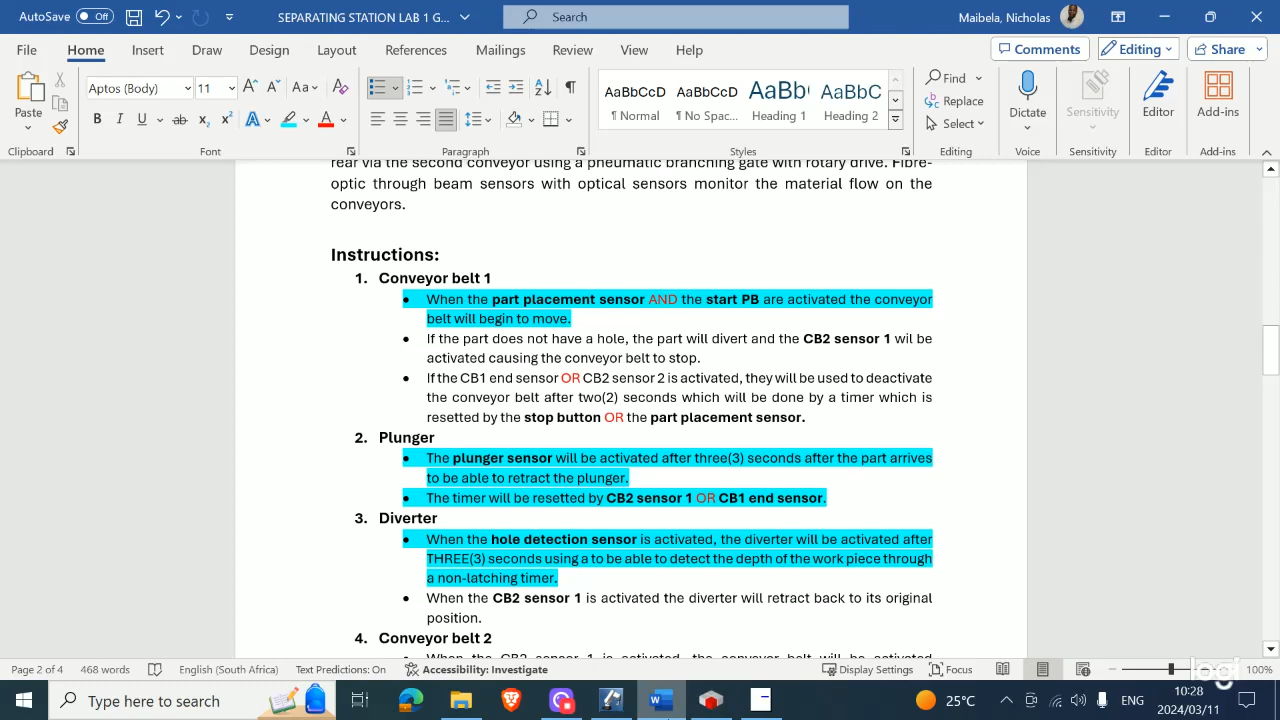 AutoSave Off SEPARATING STATION LAB 1 G... Search Maibela, Nicholas
File Home Insert Draw Design Layout References Mailings Review View Help Comments Editing Share
Paste Aptos (Body) 11 Aa AaBbCcD AaBbCcD AaBb( AaBbC Find Replace Select Dictate Sensitivity Editor Add-ins
¶ Normal ¶ No Spac... Heading 1 Heading 2
Clipboard Font Paragraph Styles Editing Voice Sensitivity Editor Add-ins
rear via the second conveyor using a pneumatic branching gate with rotary drive. Fibre-
optic through beam sensors with optical sensors monitor the material flow on the
conveyors.
Instructions:
1. Conveyor belt 1
• When the part placement sensor AND the start PB are activated the conveyor
belt will begin to move.
• If the part does not have a hole, the part will divert and the CB2 sensor 1 wil be
activated causing the conveyor belt to stop.
• If the CB1 end sensor OR CB2 sensor 2 is activated, they will be used to deactivate
the conveyor belt after two(2) seconds which will be done by a timer which is
resetted by the stop button OR the part placement sensor.
2. Plunger
• The plunger sensor will be activated after three(3) seconds after the part arrives
to be able to retract the plunger.
• The timer will be resetted by CB2 sensor 1 OR CB1 end sensor.
3. Diverter
• When the hole detection sensor is activated, the diverter will be activated after
THREE(3) seconds using a to be able to detect the depth of the work piece through
a non-latching timer.
• When the CB2 sensor 1 is activated the diverter will retract back to its original
position.
4. Conveyor belt 2
• When the CB2 sensor 1 is activated, the conveyor belt will be activated
Page 2 of 4 468 words English (South Africa) Text Predictions: On Accessibility: Investigate Display Settings Focus 100%
Type here to search 25°C ENG 10:28
2024/03/11